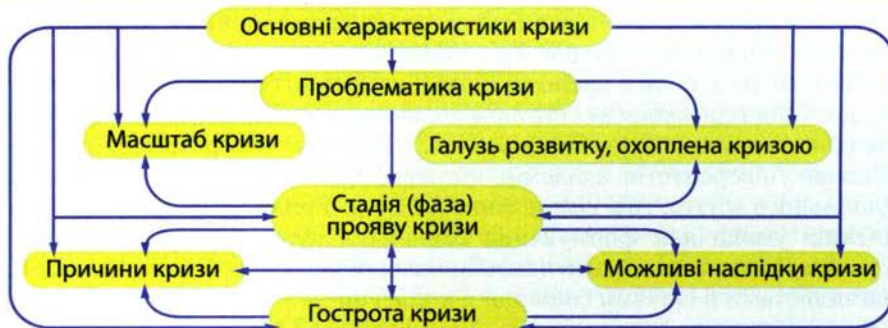 Основні характеристики кризи
Проблематика кризи
Масштаб кризи
Галузь розвитку, охоплена кризою
Стадія (фаза)
прояву кризи
Причини кризи
Можливі наслідки кризи
Гострота кризи